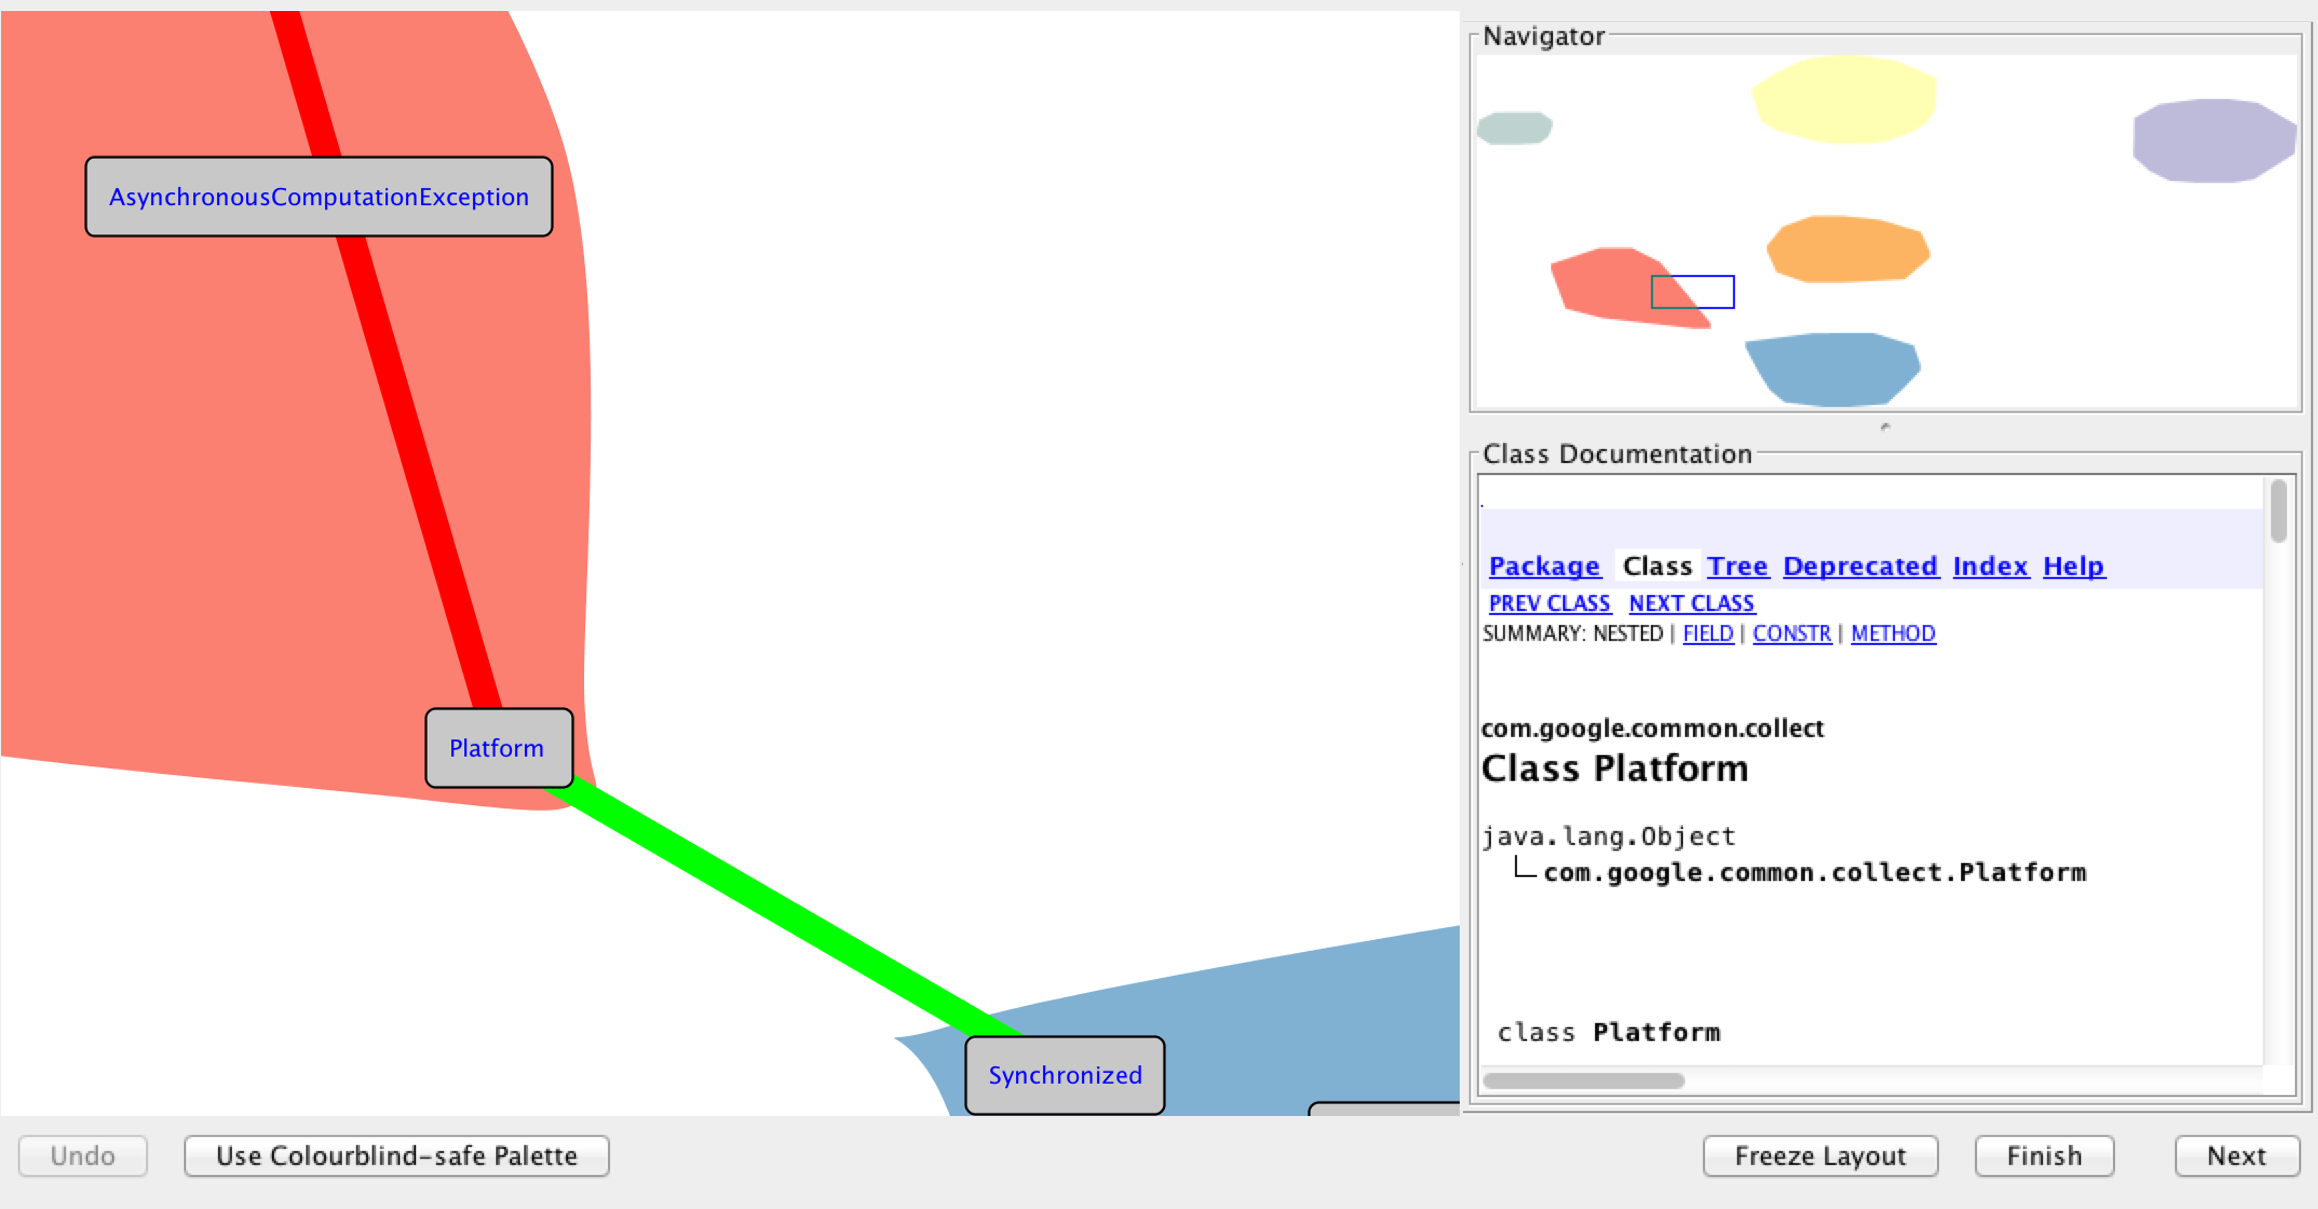 AsynchronousComputationException
Platform
Synchronized
Navigator
Class Documentation
Package Class Tree Deprecated Index Help
PREV CLASS NEXT CLASS
SUMMARY: NESTED | FIELD | CONSTR | METHOD
com.google.common.collect
Class Platform
java.lang.Object
com.google.common.collect.Platform
class Platform
Undo
Use Colourblind-safe Palette
Freeze Layout
Finish
Next